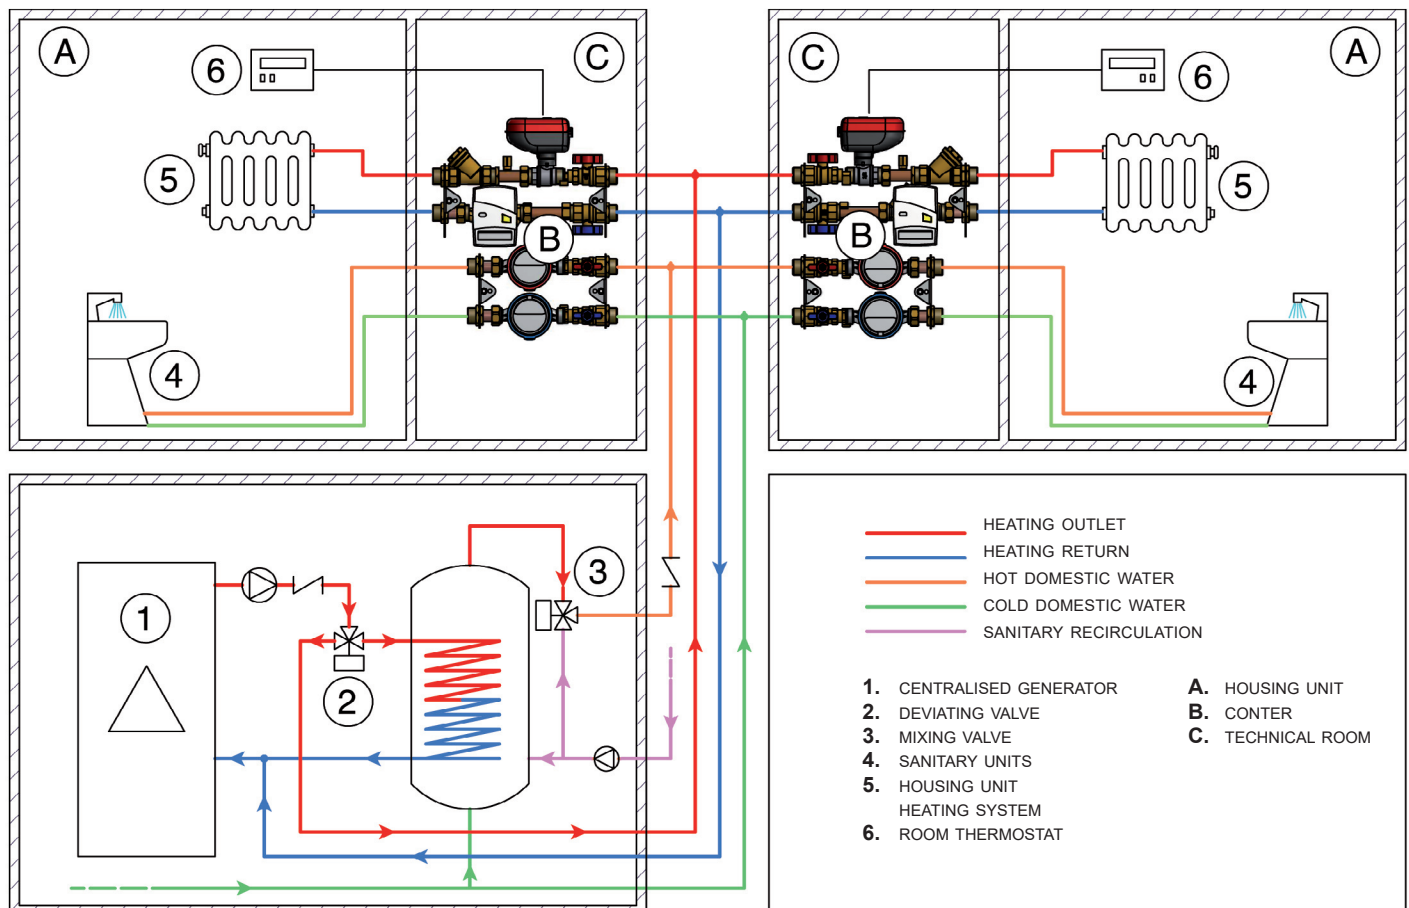 A
6
C
C
6
A
5
5
B
B
4
4
1
2
3
HEATING OUTLET
HEATING RETURN
HOT DOMESTIC WATER
COLD DOMESTIC WATER
SANITARY RECIRCULATION
1. CENTRALISED GENERATOR
2. DEVIATING VALVE
3. MIXING VALVE
4. SANITARY UNITS
5. HOUSING UNIT
HEATING SYSTEM
6. ROOM THERMOSTAT
A. HOUSING UNIT
B. CONTER
C. TECHNICAL ROOM